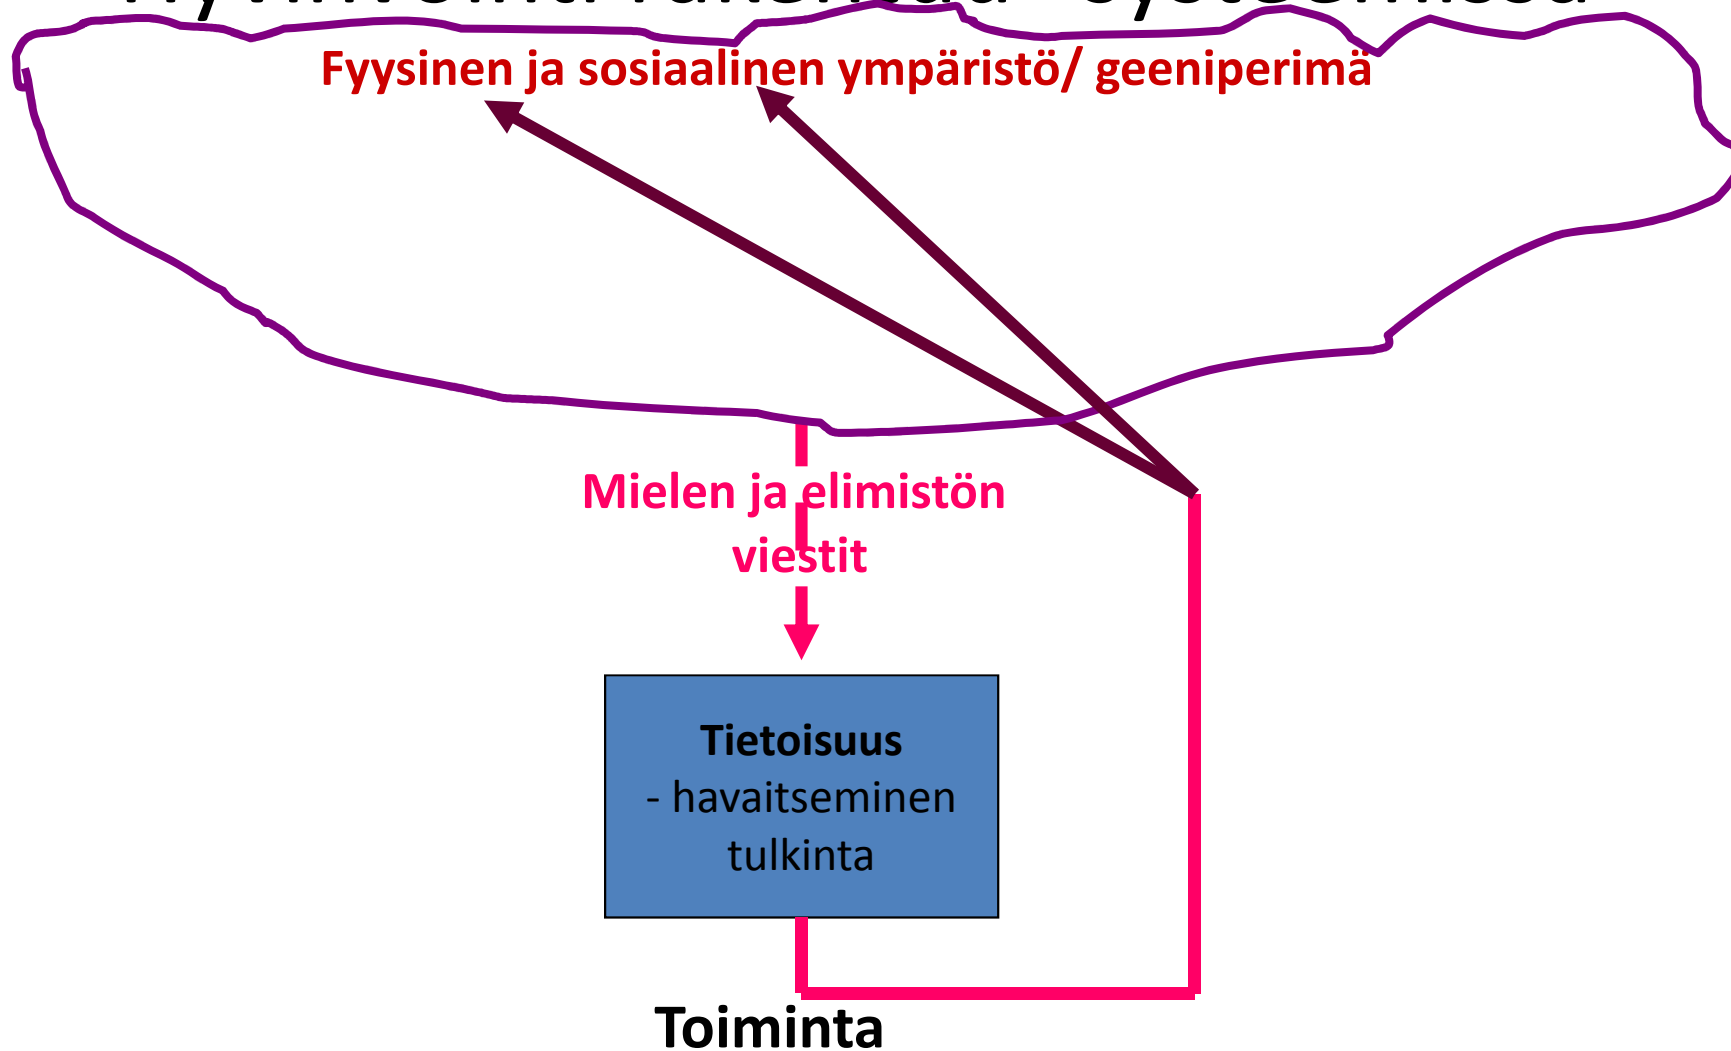 Fyysinen ja sosiaalinen ympäristö/ geeniperimä
Mielen ja elimistön
viestit
Tietoisuus
- havaitseminen
tulkinta
Toiminta